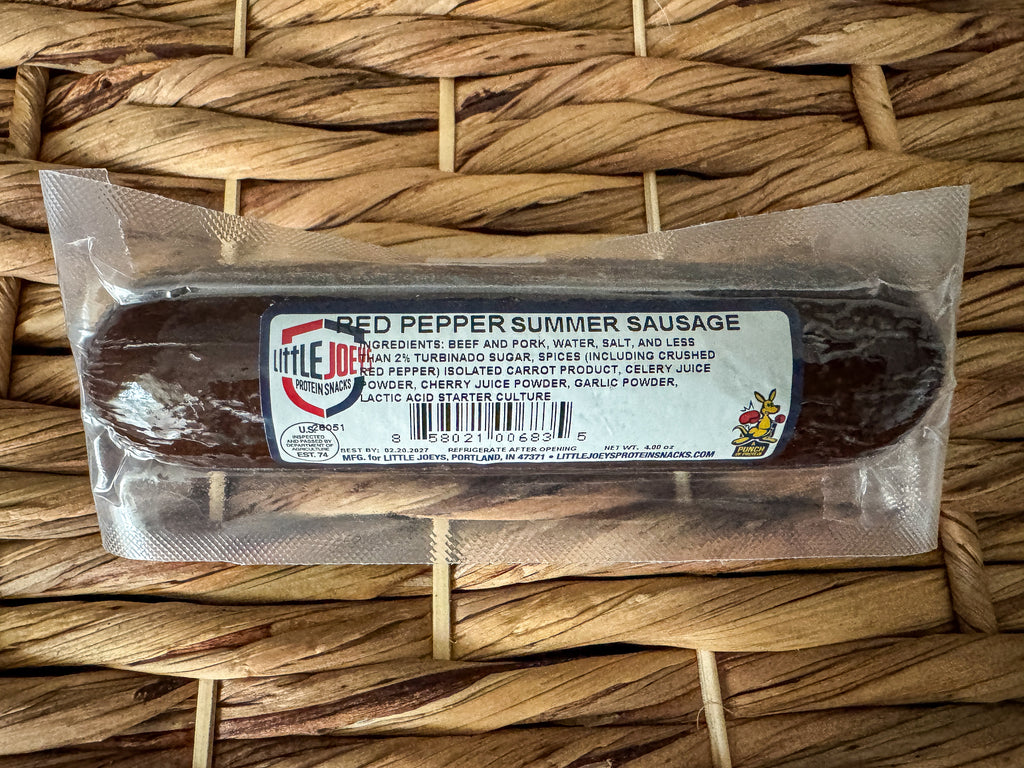 RED PEPPER SUMMER SAUSAGE
INGREDIENTS: BEEF AND PORK, WATER, SALT, AND LESS
THAN 2% TURBINADO SUGAR, SPICES (INCLUDING CRUSHED
RED PEPPER) ISOLATED CARROT PRODUCT, CELERY JUICE
POWDER, CHERRY JUICE POWDER, GARLIC POWDER,
LACTIC ACID STARTER CULTURE
LITTLE JOEY'S
PROTEIN SNACKS
26051
U.S.
INSPECTED
AND PASSED BY
DEPARTMENT OF
AGRICULTURE
EST. 74
8 58021 00683 5
BEST BY; 02.20.2027 REFRIGERATE AFTER OPENING NET WT. 4.00 oz
MFG. for LITTLE JOEYS, PORTLAND, IN 47371 • LITTLEJOEYSPROTEINSNACKS.COM
PUNCH